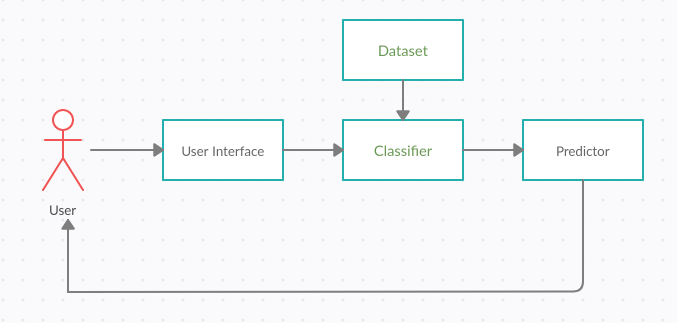 Dataset
User Interface
Classifier
Predictor
User